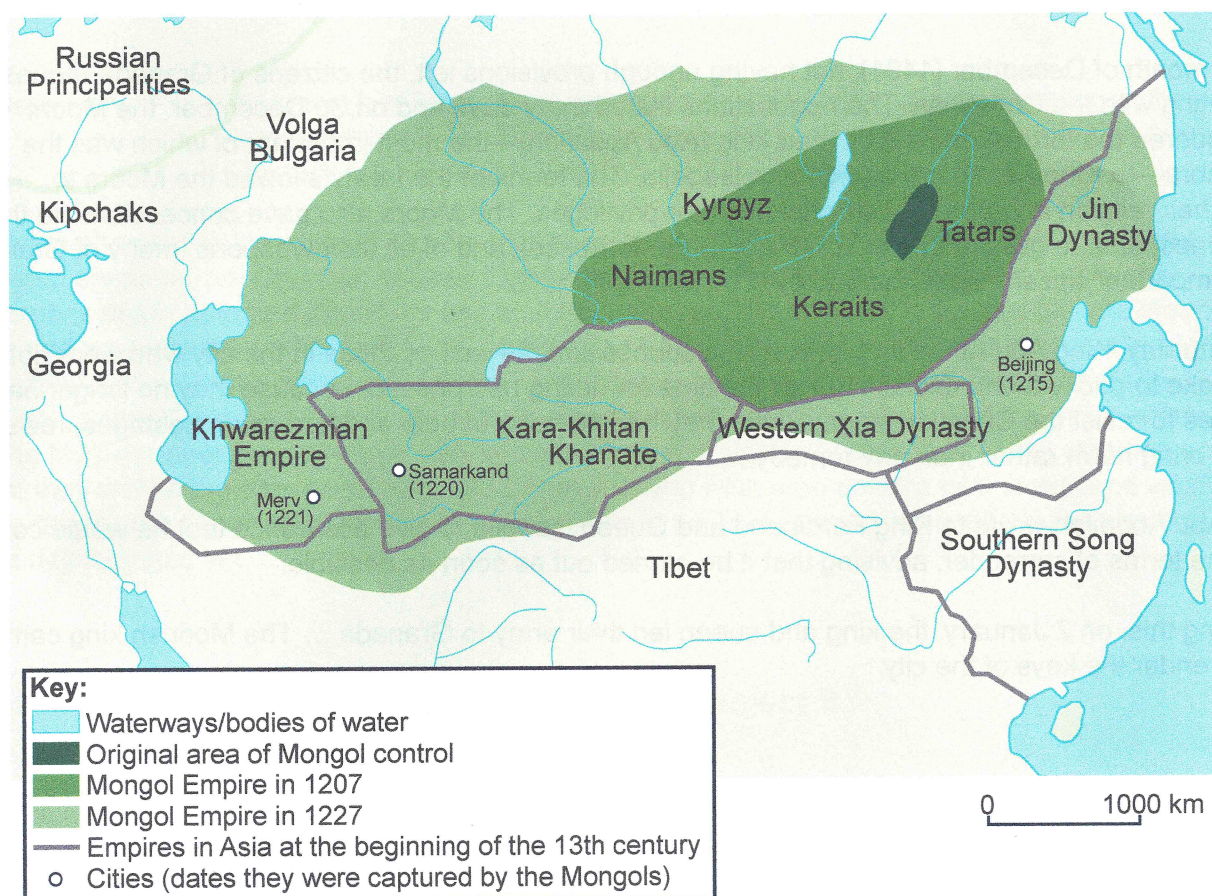 Russian
Principalities
Volga
Bulgaria
Kipchaks
Kyrgyz
Tatars
Jin
Dynasty
Naimans
Keraits
Georgia
Beijing
(1215)
Khwarezmian
Empire
Kara-Khitan
Khanate
Western Xia Dynasty
Samarkand
(1220)
Merv
(1221)
Tibet
Southern Song
Dynasty
Key:
Waterways/bodies of water
Original area of Mongol control
Mongol Empire in 1207
Mongol Empire in 1227
Empires in Asia at the beginning of the 13th century
Cities (dates they were captured by the Mongols)
0 1000 km